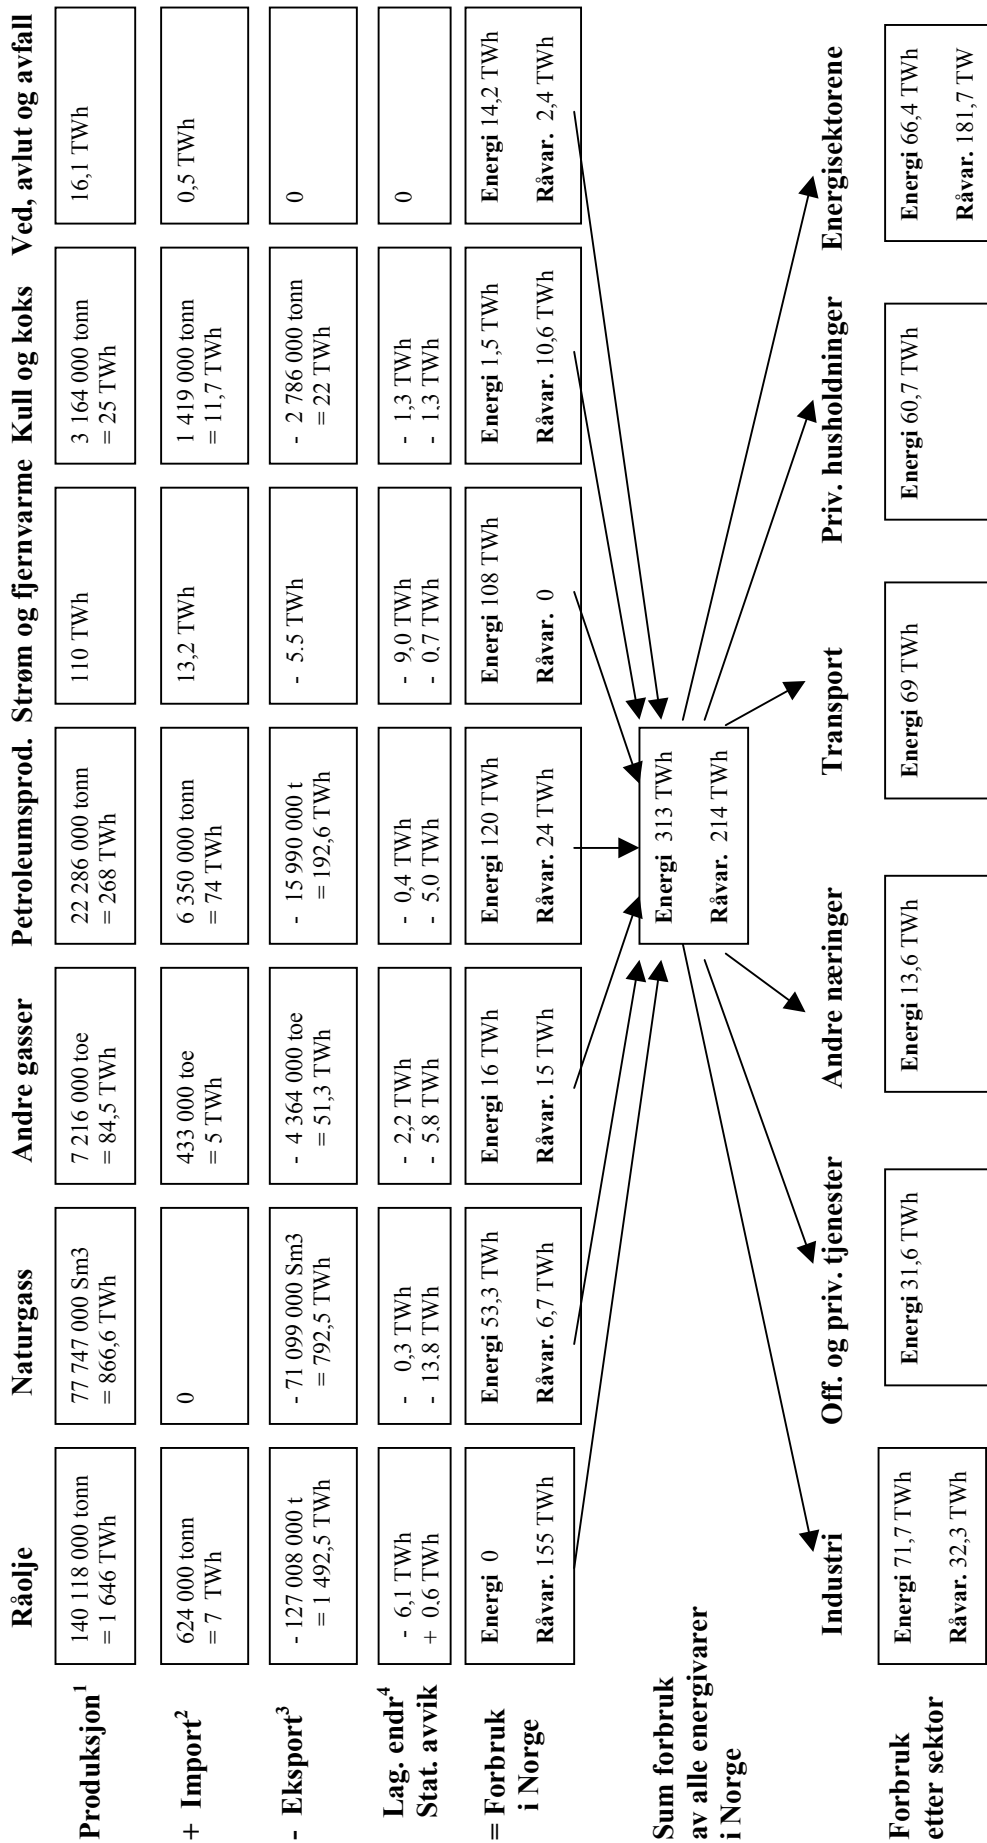 Råolje
Naturgass
Andre gasser
Petroleumsprod.
Strøm og fjernvarme
Kull og koks
Ved, avlut og avfall
Produksjon1
140 118 000 tonn
= 1 646 TWh
77 747 000 Sm3
= 866,6 TWh
7 216 000 toe
= 84,5 TWh
22 286 000 tonn
= 268 TWh
110 TWh
3 164 000 tonn
= 25 TWh
16,1 TWh
+ Import2
624 000 tonn
= 7 TWh
0
433 000 toe
= 5 TWh
6 350 000 tonn
= 74 TWh
13,2 TWh
1 419 000 tonn
= 11,7 TWh
0,5 TWh
- Eksport3
- 127 008 000 t
= 1 492,5 TWh
- 71 099 000 Sm3
= 792,5 TWh
- 4 364 000 toe
= 51,3 TWh
- 15 990 000 t
= 192,6 TWh
- 5,5 TWh
- 2 786 000 tonn
= 22 TWh
0
Lag. endr4
Stat. avvik
- 6,1 TWh
+ 0,6 TWh
- 0,3 TWh
- 13,8 TWh
- 2,2 TWh
- 5,8 TWh
- 0,4 TWh
- 5,0 TWh
- 9,0 TWh
- 0,7 TWh
- 1,3 TWh
- 1,3 TWh
0
= Forbruk
i Norge
Energi 0
Råvar. 155 TWh
Energi 53,3 TWh
Råvar. 6,7 TWh
Energi 16 TWh
Råvar. 15 TWh
Energi 120 TWh
Råvar. 24 TWh
Energi 108 TWh
Råvar. 0
Energi 1,5 TWh
Råvar. 10,6 TWh
Energi 14,2 TWh
Råvar. 2,4 TWh
Sum forbruk
av alle energivarer
i Norge
Energi 313 TWh
Råvar. 214 TWh
Industri
Off. og priv. tjenester
Andre næringer
Transport
Priv. husholdninger
Energisektorene
Forbruk
etter sektor
Energi 71,7 TWh
Råvar. 32,3 TWh
Energi 31,6 TWh
Energi 13,6 TWh
Energi 69 TWh
Energi 60,7 TWh
Energi 66,4 TWh
Råvar. 181,7 TW